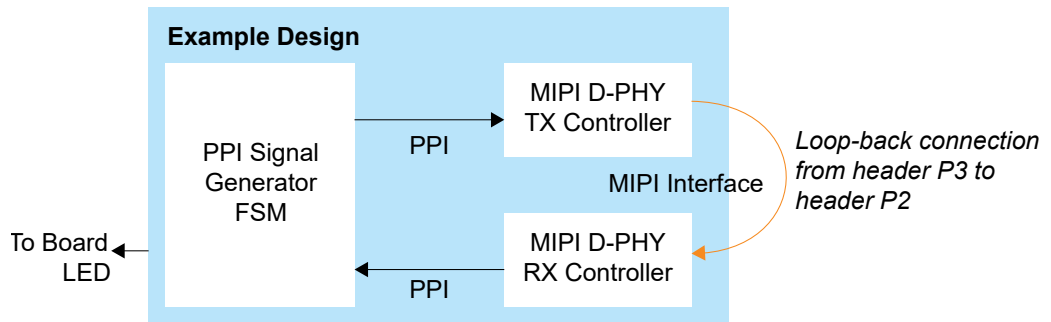 Example Design
PPI Signal
Generator
FSM
PPI
MIPI D-PHY
TX Controller
MIPI Interface
Loop-back connection
from header P3 to
header P2
MIPI D-PHY
RX Controller
PPI
To Board
LED